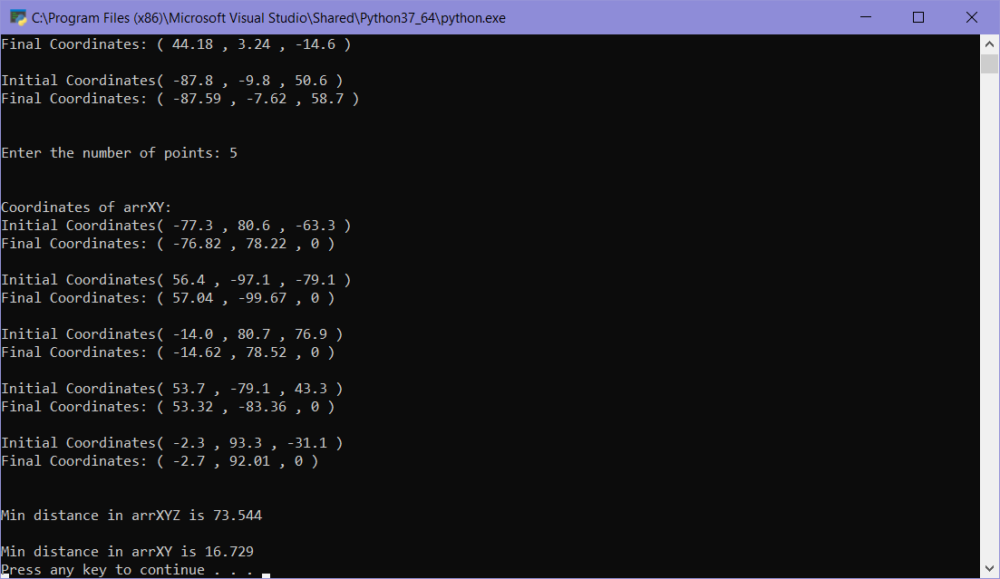 C:\Program Files (x86)\Microsoft Visual Studio\Shared\Python37_64\python.exe
Final Coordinates: ( 44.18 , 3.24 , -14.6 )
Initial Coordinates( -87.8 , -9.8 , 50.6 )
Final Coordinates: ( -87.59 , -7.62 , 58.7 )
Enter the number of points: 5
Coordinates of arrXY:
Initial Coordinates( -77.3 , 80.6 , -63.3 )
Final Coordinates: ( -76.82 , 78.22 , 0 )
Initial Coordinates( 56.4 , -97.1 , -79.1 )
Final Coordinates: ( 57.04 , -99.67 , 0 )
Initial Coordinates( -14.0 , 80.7 , 76.9 )
Final Coordinates: ( -14.62 , 78.52 , 0 )
Initial Coordinates( 53.7 , -79.1 , 43.3 )
Final Coordinates: ( 53.32 , -83.36 , 0 )
Initial Coordinates( -2.3 , 93.3 , -31.1 )
Final Coordinates: ( -2.7 , 92.01 , 0 )
Min distance in arrXYZ is 73.544
Min distance in arrXY is 16.729
Press any key to continue . . .